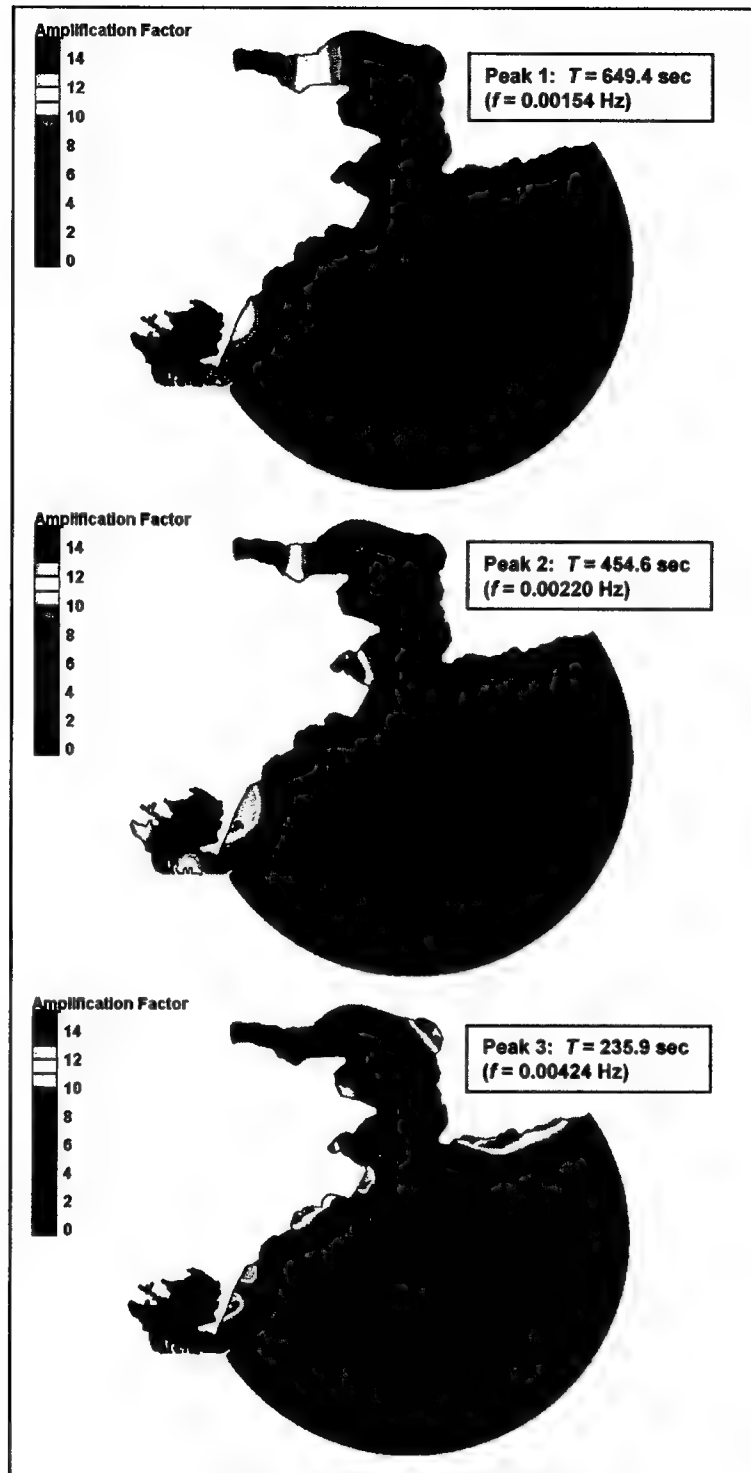 Amplification Factor
14
12
10
8
6
4
2
0
Peak 1: T = 649.4 sec
(f = 0.00154 Hz)
Amplification Factor
14
12
10
8
6
4
2
0
Peak 2: T = 454.6 sec
(f = 0.00220 Hz)
Amplification Factor
14
12
10
8
6
4
2
0
Peak 3: T = 235.9 sec
(f = 0.00424 Hz)